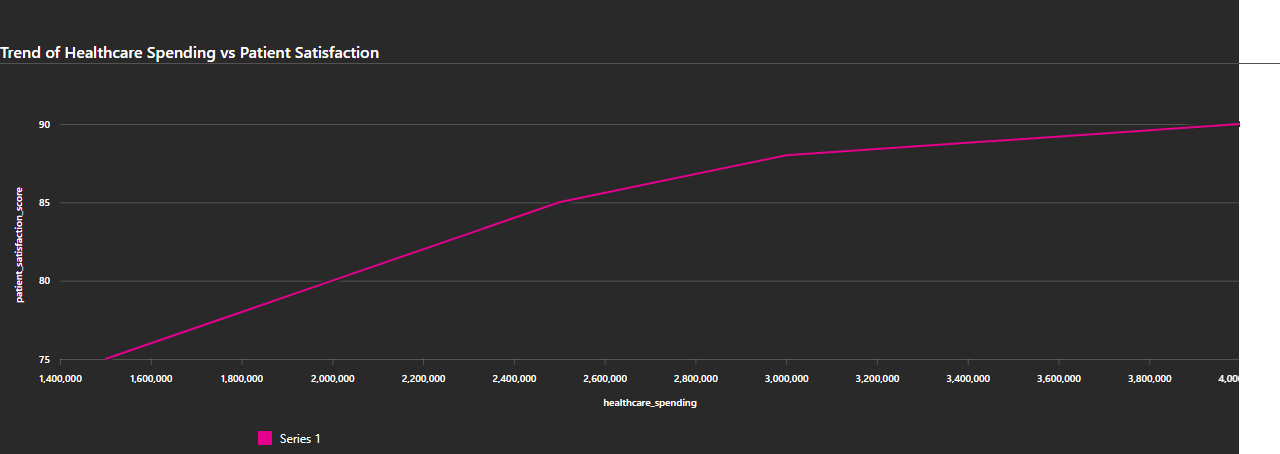 Trend of Healthcare Spending vs Patient Satisfaction
90
85
80
75
patient_satisfaction_score
1,400,000 1,600,000 1,800,000 2,000,000 2,200,000 2,400,000 2,600,000 2,800,000 3,000,000 3,200,000 3,400,000 3,600,000 3,800,000 4,000
healthcare_spending
Series 1